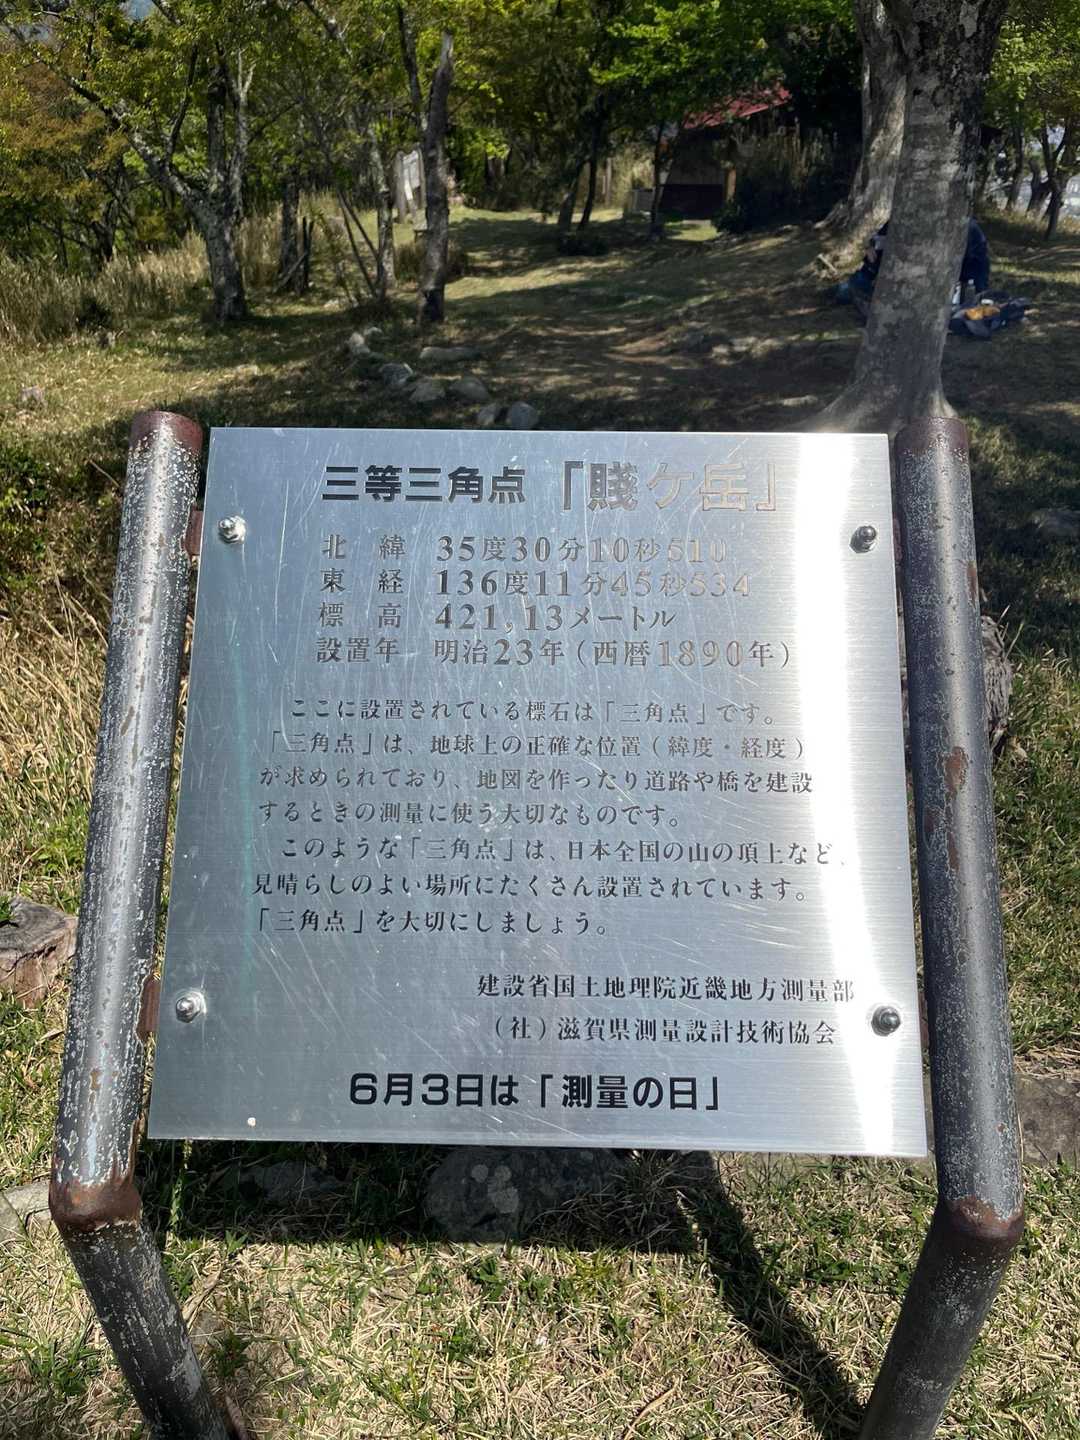 三等三角点「賤ケ岳」
北　緯　35度30分10秒510
東　経　136度11分45秒534
標　高　421,13メートル
設置年　明治23年（西暦1890年）
ここに設置されている標石は「三角点」です。
「三角点」は、地球上の正確な位置（緯度・経度）
が求められており、地図を作ったり道路や橋を建設
するときの測量に使う大切なものです。
このような「三角点」は、日本全国の山の項上など、
見晴らしのよい場所にたくさん設置されています。
「三角点」を大切にしましょう。
建設省国土地理院近畿地方測量部
（社）滋賀県測量設計技術協会
6月3日は「測量の日」